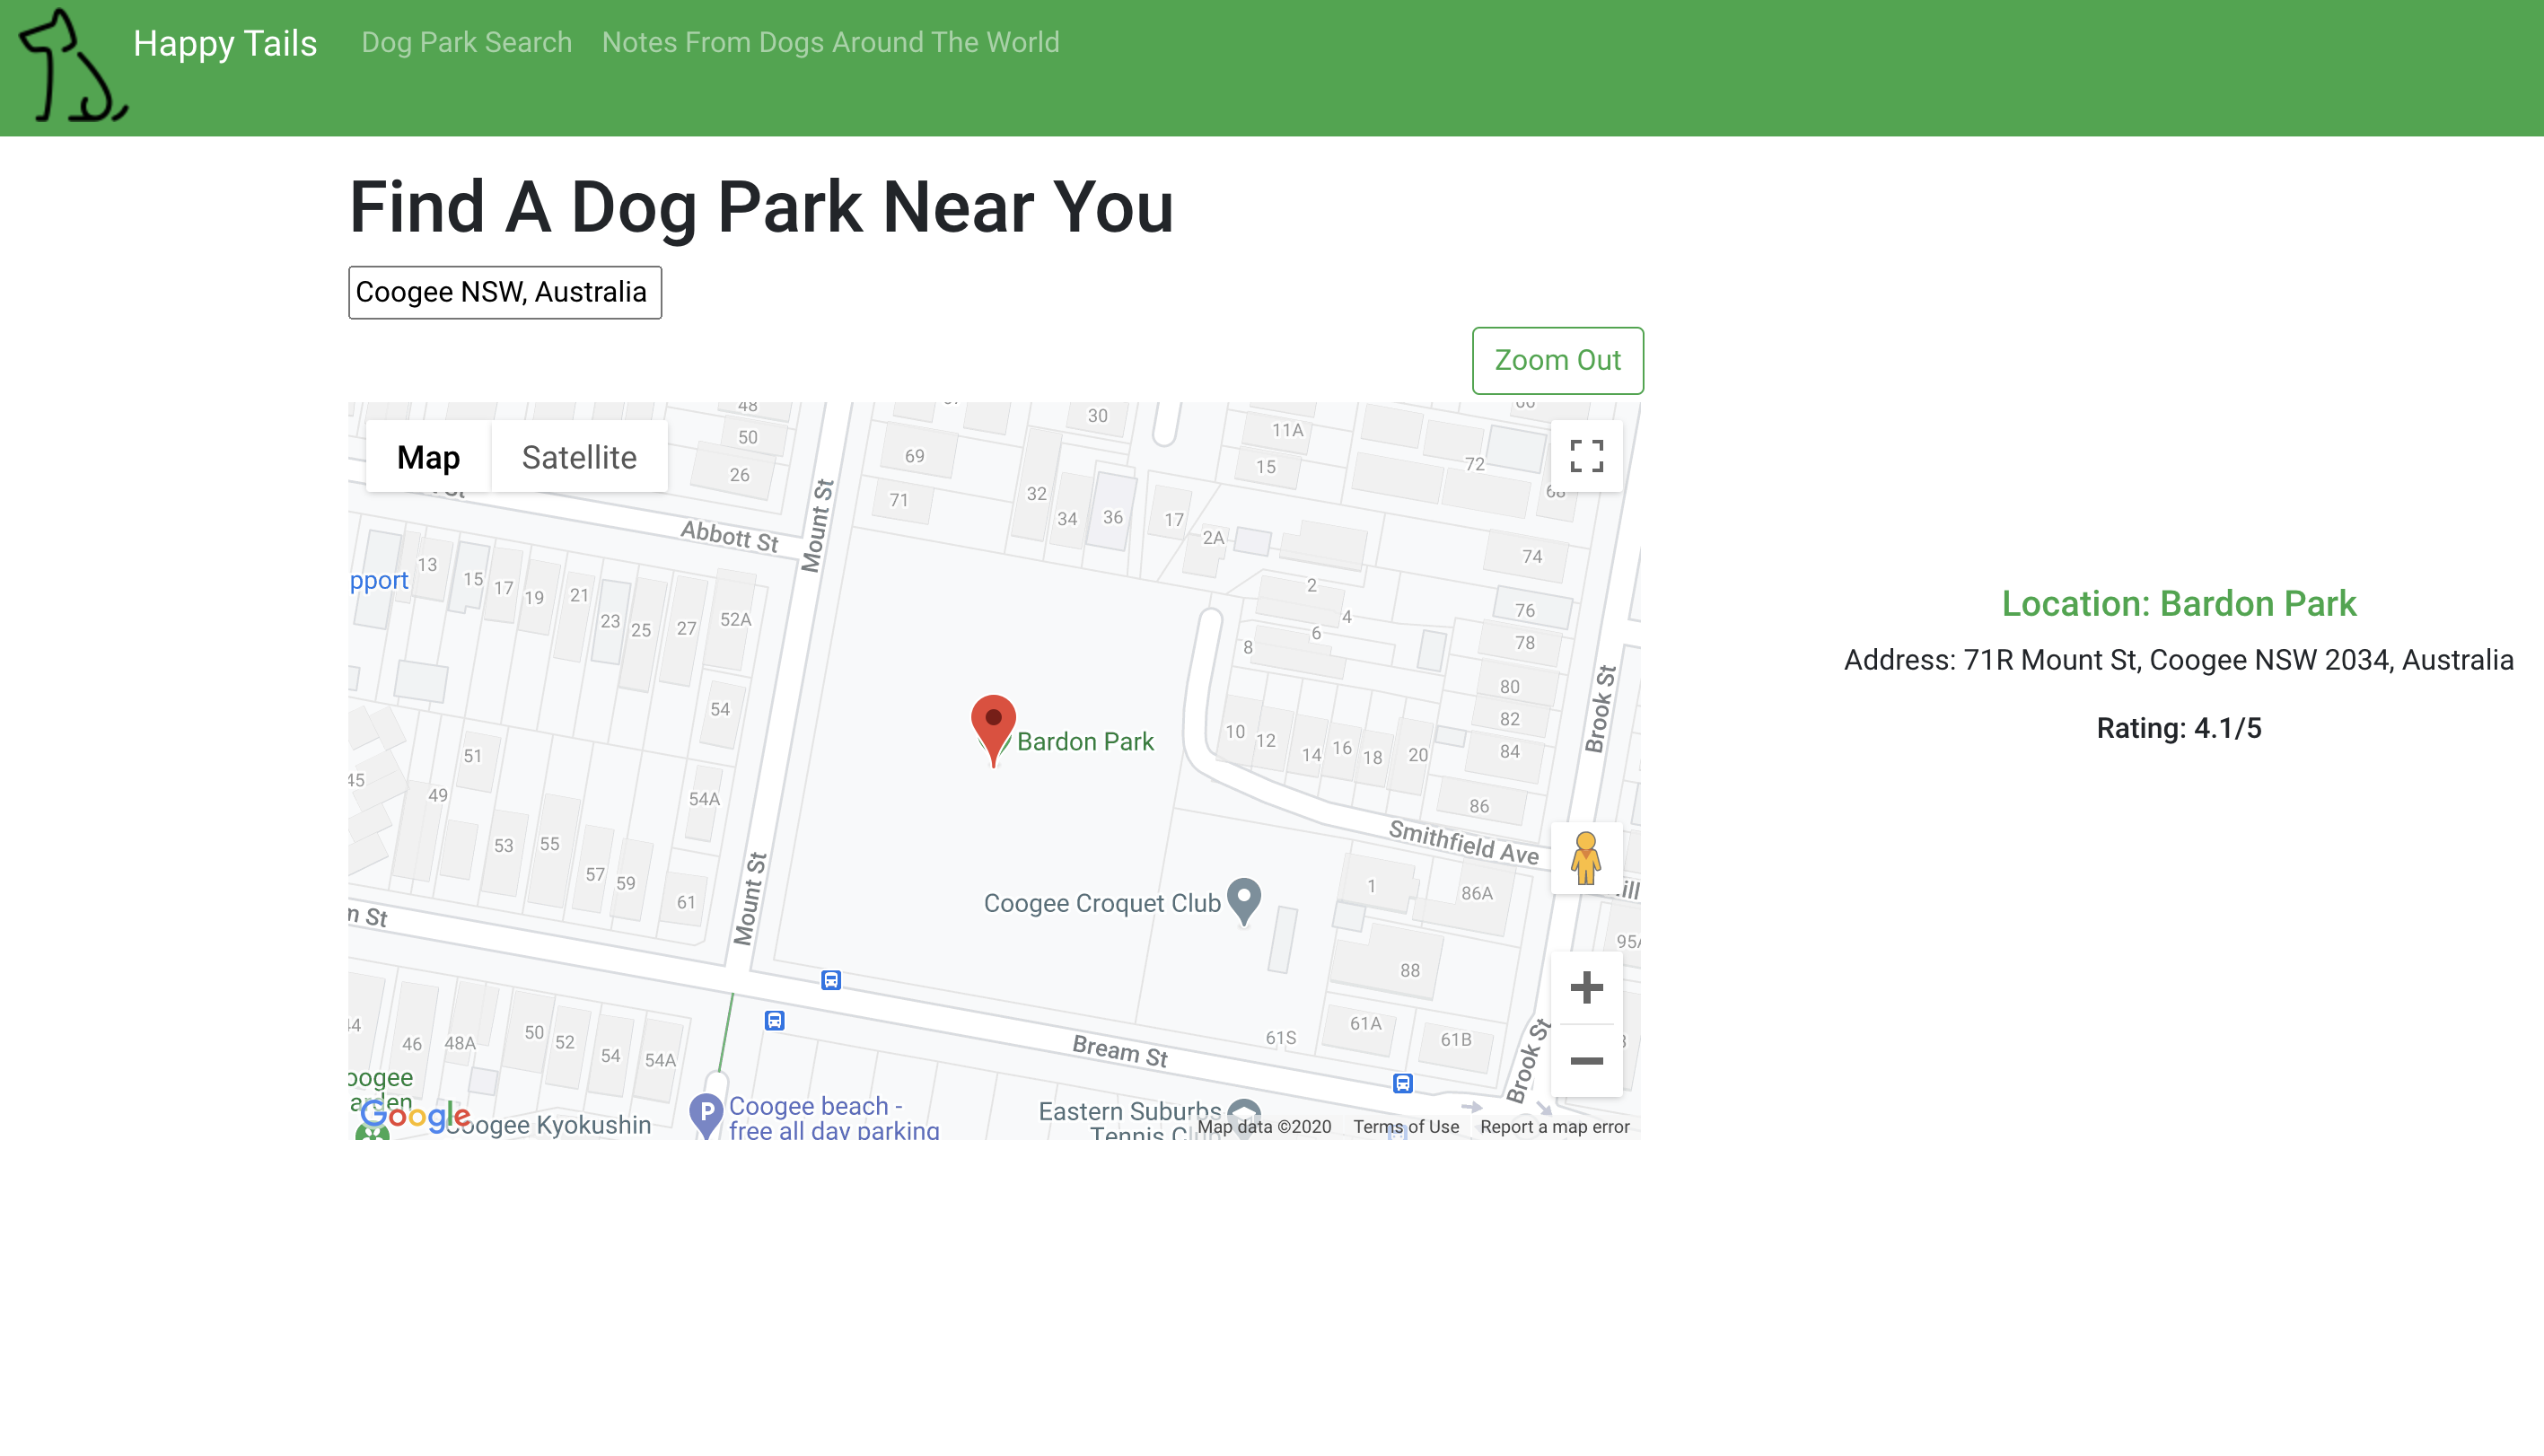 Happy Tails
Dog Park Search
Notes From Dogs Around The World
Find A Dog Park Near You
Coogee NSW, Australia
Zoom Out
Map
Satellite
48
50
26
69
71
30
32
34
36
17
11A
15
2A
72
74
Abbott St
Mount St
pport
13
15
17
19
21
23
25
27
52A
54
54A
2
4
6
8
76
78
80
82
84
86
10
12
14
16
18
20
Brook St
Bardon Park
Location: Bardon Park
Address: 71R Mount St, Coogee NSW 2034, Australia
Rating: 4.1/5
45
51
49
53
55
57
59
61
Mount St
Smithfield Ave
Coogee Croquet Club
1
86A
88
St
46
48A
50
52
54
54A
61S
61A
61B
Bream St
Brook St
Google
Kyokushin
P
Coogee beach -
free all day parking
Eastern Suburbs
Tennis
Map data ©2020
Terms of Use
Report a map error